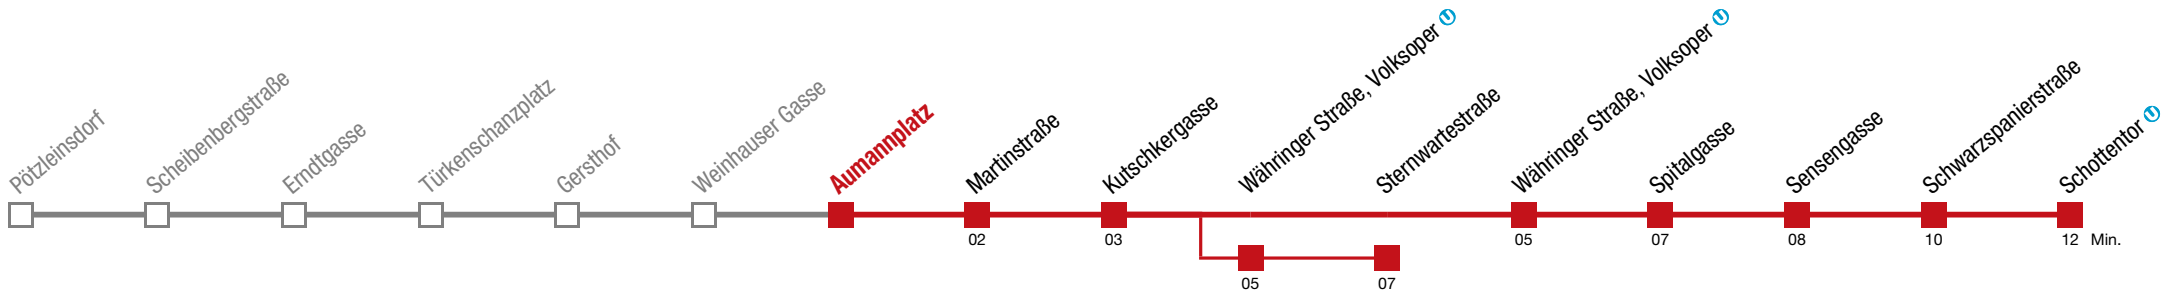 Pötzleinsdorf
Scheibenbergstraße
Erndtgasse
Türkenschanzplatz
Gersthof
Weinhauser Gasse
Aumannplatz
Martinstraße
Kutschkergasse
Währinger Straße, Volksoper U
Sternwartestraße
Währinger Straße, Volksoper U
Spitalgasse
Sensengasse
Schwarzspanierstraße
Schottentor U
02
03
05
07
08
10
12 Min.
05
07